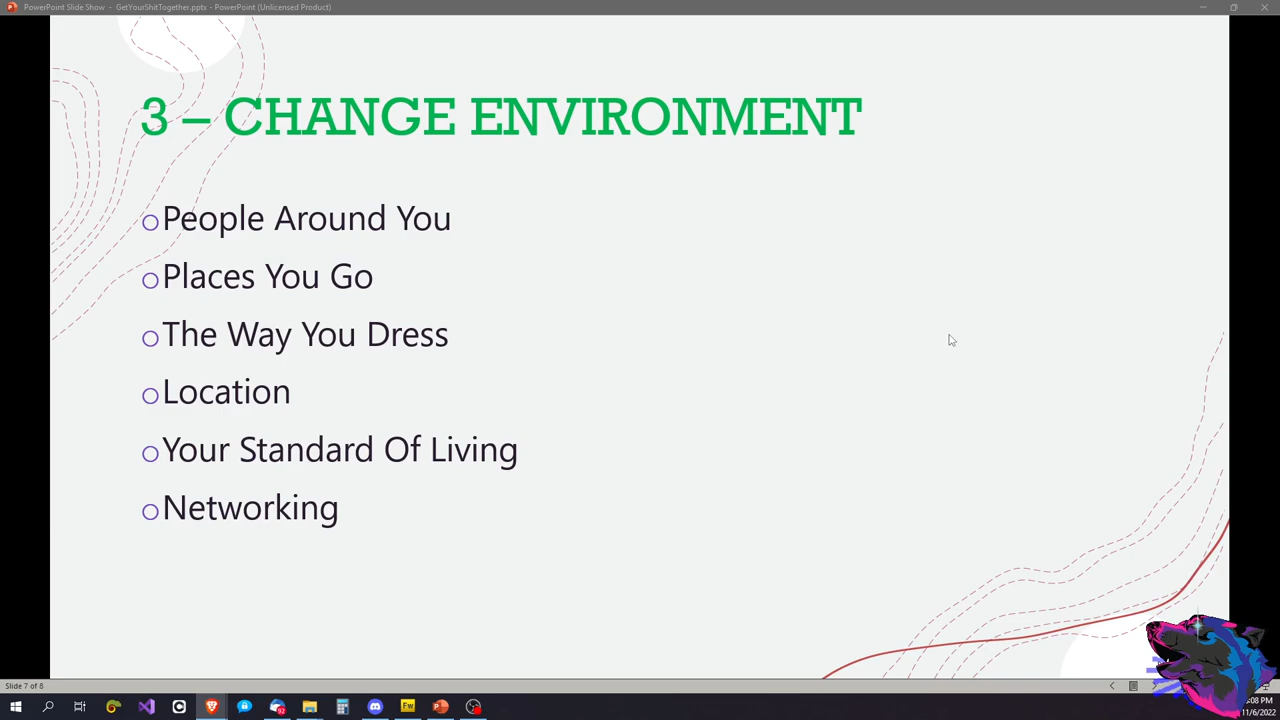 PowerPoint Slide Show - GetYourShitTogether.pptx - PowerPoint (Unlicensed Product)
3 – CHANGE ENVIRONMENT
People Around You
Places You Go
The Way You Dress
Location
Your Standard Of Living
Networking
Slide 7 of 8
Fw
11/6/2022